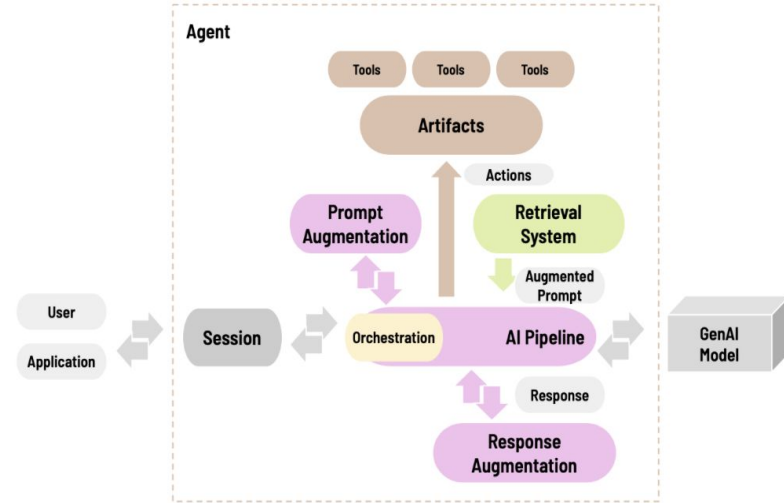 Agent
Tools
Tools
Tools
Artifacts
Actions
Prompt
Augmentation
Retrieval
System
Augmented
Prompt
User
Application
Session
Orchestration
AI Pipeline
GenAI
Model
Response
Response
Augmentation